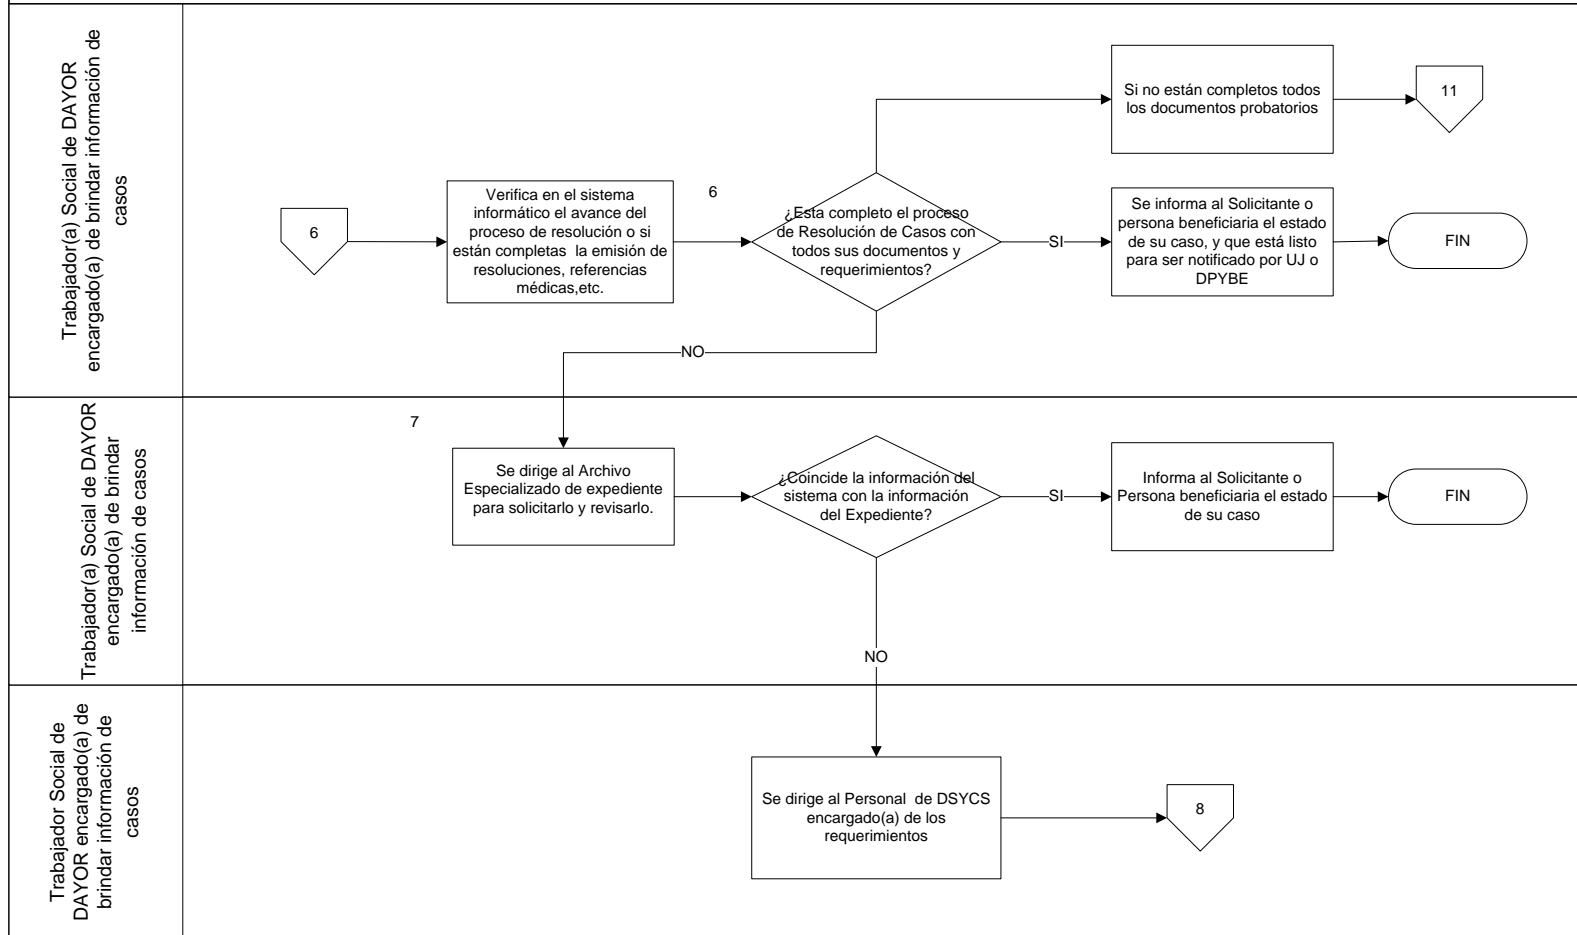 Trabajador(a) Social de DAYOR
encargado(a) de brindar información de
casos
6
Verifica en el sistema
informático el avance del
proceso de resolución o si
están completas la emisión de
resoluciones, referencias
médicas,etc.
6
¿Esta completo el proceso
de Resolución de Casos con
todos sus documentos y
requerimientos?
Si no están completos todos
los documentos probatorios
11
SI
Se informa al Solicitante o
persona beneficiaria el estado
de su caso, y que está listo
para ser notificado por UJ o
DPYBE
FIN
NO
Trabajador(a) Social de DAYOR
encargado(a) de brindar
información de casos
7
Se dirige al Archivo
Especializado de expediente
para solicitarlo y revisarlo.
¿Coincide la información del
sistema con la información
del Expediente?
SI
Informa al Solicitante o
Persona beneficiaria el estado
de su caso
FIN
NO
Trabajador Social de
DAYOR encargado(a) de
brindar información de
casos
Se dirige al Personal de DSYCS
encargado(a) de los
requerimientos
8